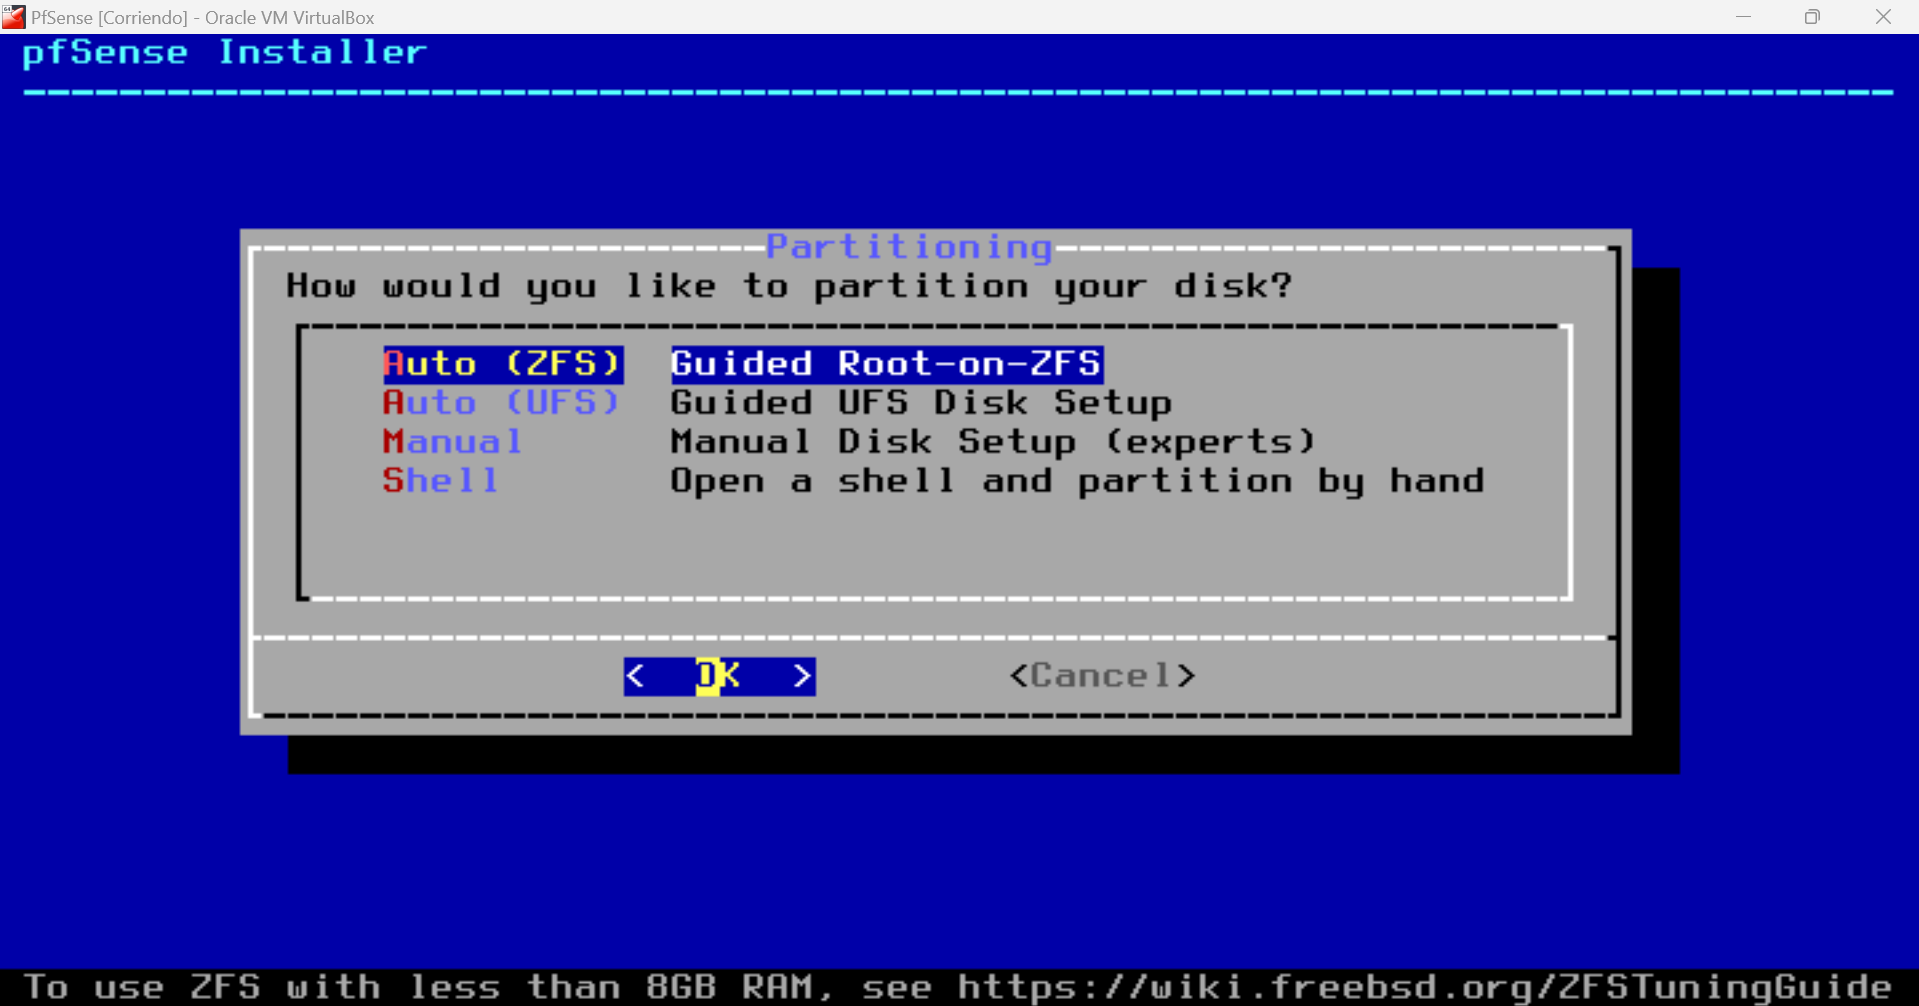 PfSense [Corriendo] - Oracle VM VirtualBox
pfSense Installer
Partitioning
How would you like to partition your disk?
Auto (ZFS) Guided Root-on-ZFS
Auto (UFS) Guided UFS Disk Setup
Manual Manual Disk Setup (experts)
Shell Open a shell and partition by hand
< OK > <Cancel>
To use ZFS with less than 8GB RAM, see https://wiki.freebsd.org/ZFSTuningGuide